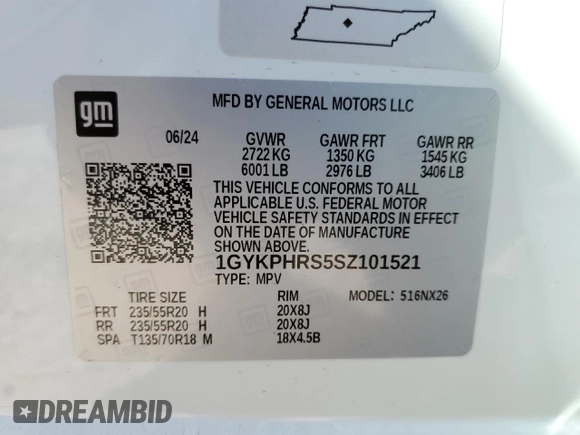 gm
MFD BY GENERAL MOTORS LLC
06/24 GVWR GAWR FRT GAWR RR
2722 KG 1350 KG 1545 KG
6001 LB 2976 LB 3406 LB
THIS VEHICLE CONFORMS TO ALL
APPLICABLE U.S. FEDERAL MOTOR
VEHICLE SAFETY STANDARDS IN EFFECT
ON THE DATE OF MANUFACTURE
SHOWN ABOVE.
1GYKPHRS5SZ101521
TYPE: MPV
TIRE SIZE RIM MODEL: 516NX26
FRT 235/55R20 H 20X8J
RR 235/55R20 H 20X8J
SPA T135/70R18 M 18X4.5B
DREAMBID